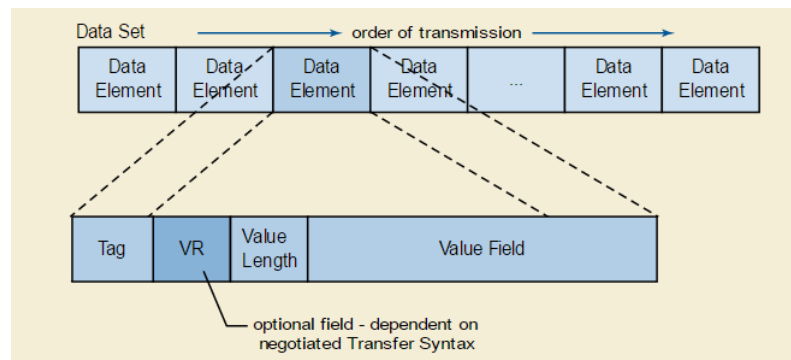 Data Set order of transmission
Data Data Data Data ... Data Data
Element Element Element Element Element Element
Tag VR Value Length Value Field
optional field - dependent on
negotiated Transfer Syntax